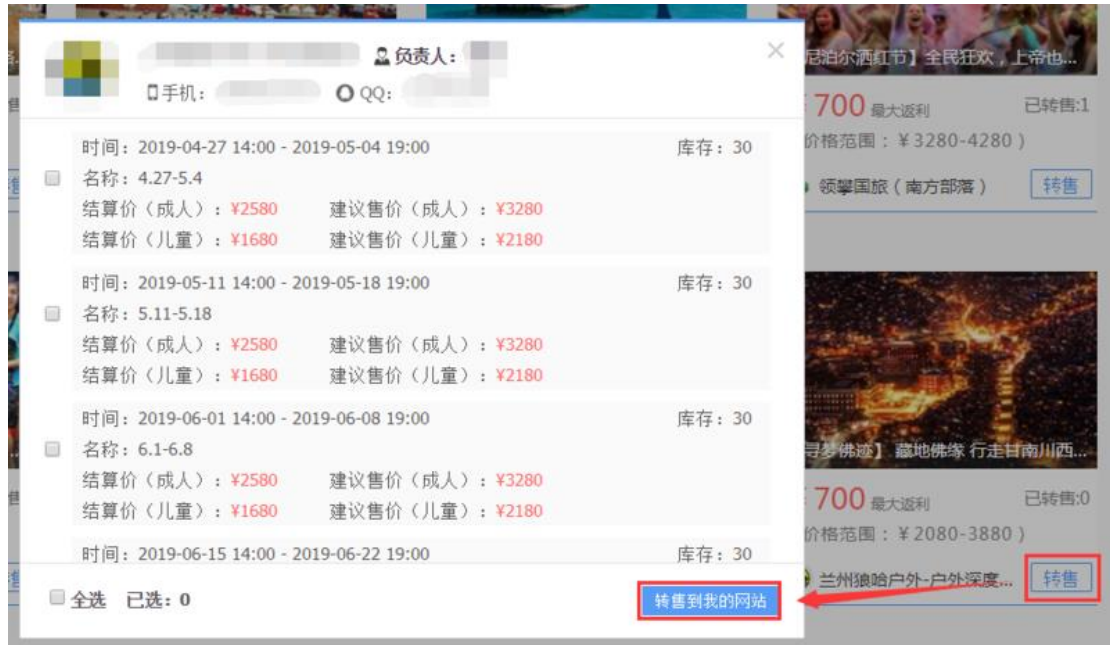 负责人：
手机：
QQ：
时间：2019-04-27 14:00 - 2019-05-04 19:00
库存：30
名称：4.27-5.4
结算价（成人）：¥2580 建议售价（成人）：¥3280
结算价（儿童）：¥1680 建议售价（儿童）：¥2180
时间：2019-05-11 14:00 - 2019-05-18 19:00
库存：30
名称：5.11-5.18
结算价（成人）：¥2580 建议售价（成人）：¥3280
结算价（儿童）：¥1680 建议售价（儿童）：¥2180
时间：2019-06-01 14:00 - 2019-06-08 19:00
库存：30
名称：6.1-6.8
结算价（成人）：¥2580 建议售价（成人）：¥3280
结算价（儿童）：¥1680 建议售价（儿童）：¥2180
时间：2019-06-15 14:00 - 2019-06-22 19:00
库存：30
全选 已选：0
转售到我的网站
尼泊尔洒红节】全民狂欢，上帝也...
700 最大返利 已转售:1
价格范围：¥3280-4280 )
领攀国旅（南方部落） 转售
寻梦佛迹】 藏地佛缘 行走甘南川西...
700 最大返利 已转售:0
价格范围：¥2080-3880 )
兰州狼哈户外-户外深度... 转售